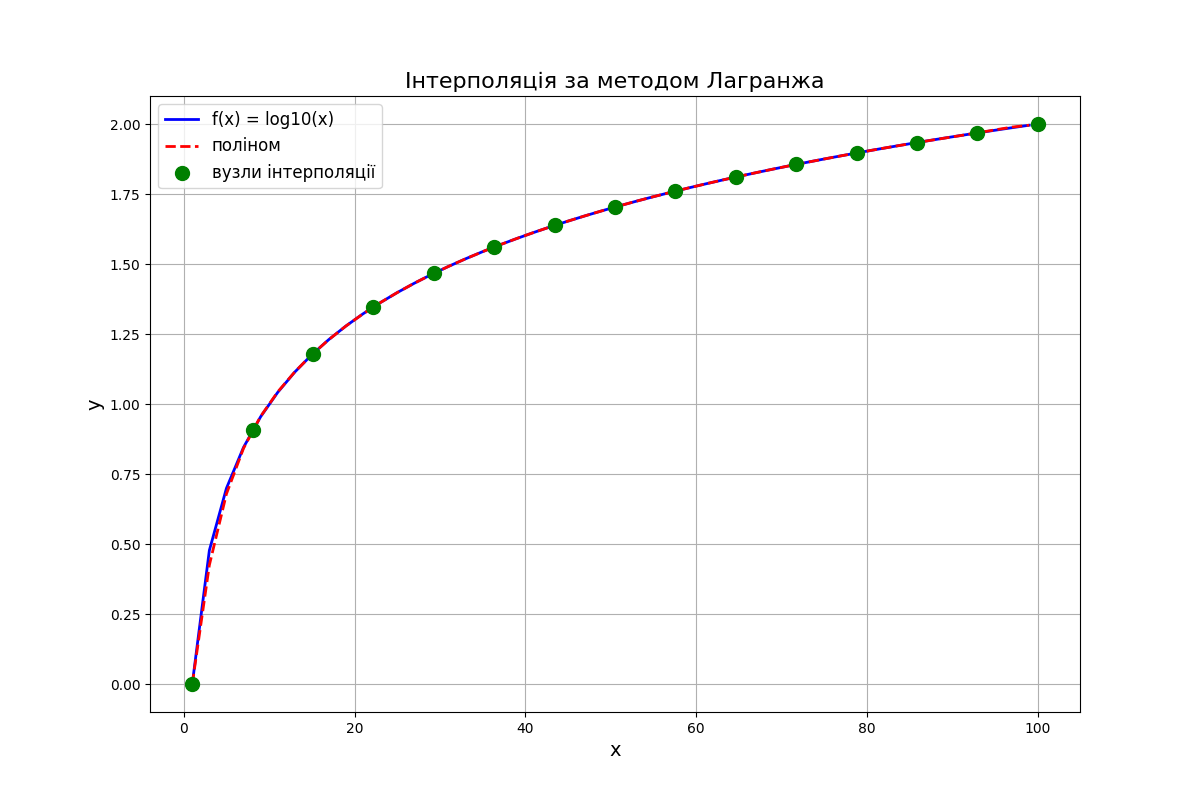 Інтерполяція за методом Лагранжа
f(x) = log10(x)
поліном
вузли інтерполяції
2.00
1.75
1.50
1.25
1.00
0.75
0.50
0.25
0.00
y
0 20 40 60 80 100
x